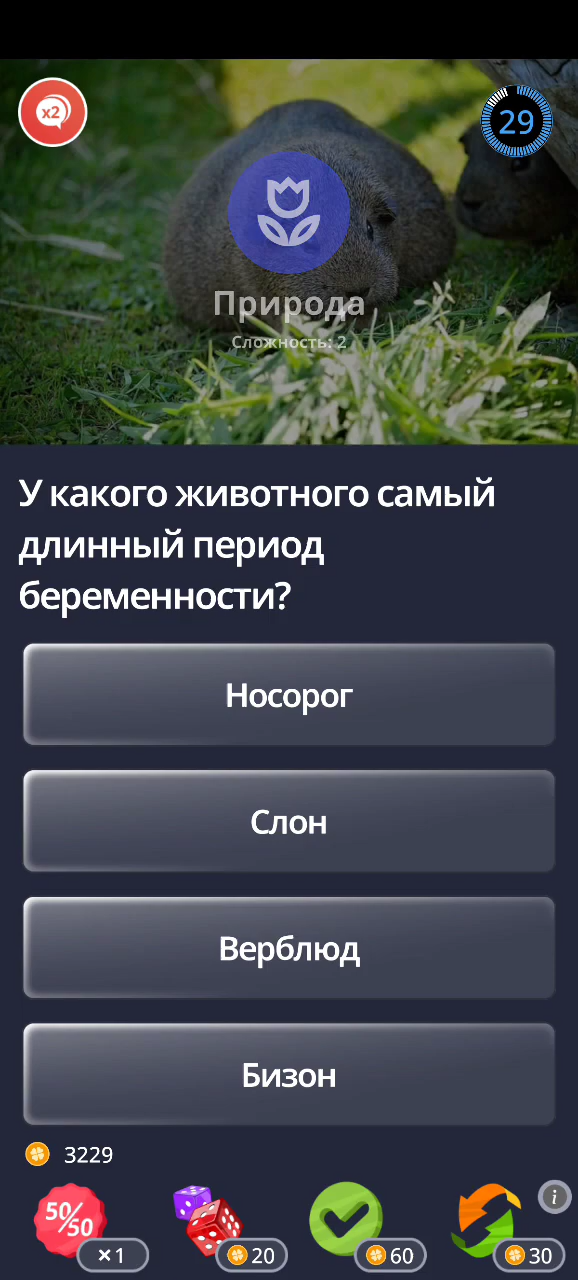 x2
29
Природа
Сложность: 2
У какого животного самый
длинный период
беременности?
Носорог
Слон
Верблюд
Бизон
3229
50/50
×1
20
60
30
i